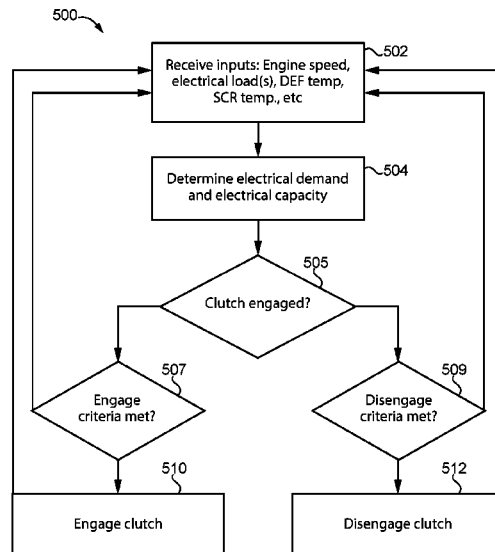 500
502
Receive inputs: Engine speed,
electrical load(s), DEF temp,
SCR temp., etc
504
Determine electrical demand
and electrical capacity
505
Clutch engaged?
507
Engage
criteria met?
509
Disengage
criteria met?
510
Engage clutch
512
Disengage clutch